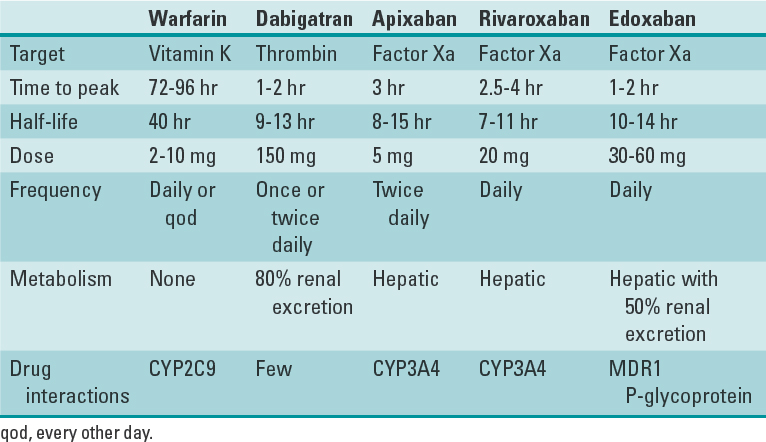 Warfarin Dabigatran Apixaban Rivaroxaban Edoxaban
Target Vitamin K Thrombin Factor Xa Factor Xa Factor Xa
Time to peak 72-96 hr 1-2 hr 3 hr 2.5-4 hr 1-2 hr
Half-life 40 hr 9-13 hr 8-15 hr 7-11 hr 10-14 hr
Dose 2-10 mg 150 mg 5 mg 20 mg 30-60 mg
Frequency Daily or Once or Twice Daily Daily
qod twice daily
daily
Metabolism None 80% renal Hepatic Hepatic Hepatic with
excretion 50% renal
excretion
Drug CYP2C9 Few CYP3A4 CYP3A4 MDR1
interactions P-glycoprotein
qod, every other day.